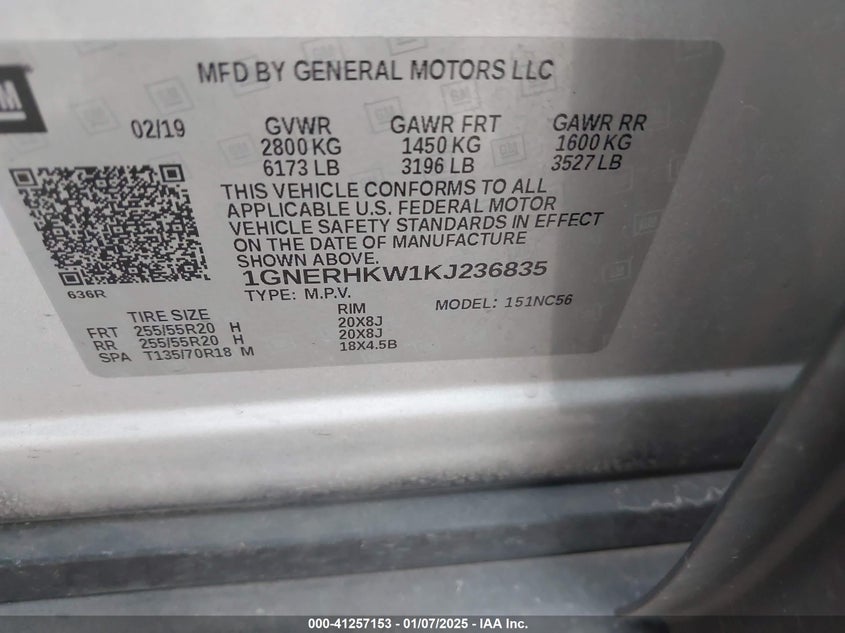 M
MFD BY GENERAL MOTORS LLC
02/19 GVWR GAWR FRT GAWR RR
2800 KG 1450 KG 1600 KG
6173 LB 3196 LB 3527 LB
THIS VEHICLE CONFORMS TO ALL
APPLICABLE U.S. FEDERAL MOTOR
VEHICLE SAFETY STANDARDS IN EFFECT
ON THE DATE OF MANUFACTURE
SHOWN ABOVE.
1GNERHKW1KJ236835
636R TYPE: M.P.V. MODEL: 151NC56
TIRE SIZE RIM
FRT 255/55R20 H 20X8J
RR 255/55R20 H 20X8J
SPA T135/70R18 M 18X4.5B
000-41257153 — 01/07/2025 — IAA Inc.